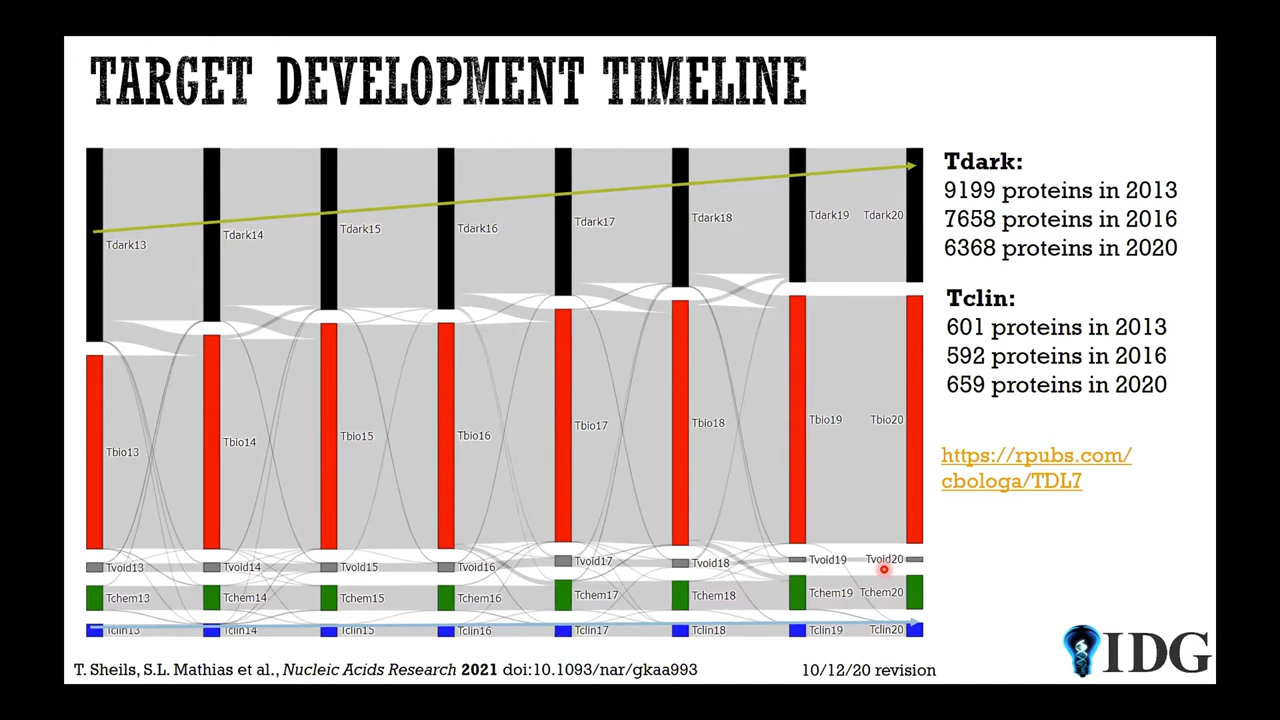 TARGET DEVELOPMENT TIMELINE
Tdark13
Tdark14
Tdark15
Tdark16
Tdark17
Tdark18
Tdark19
Tdark20
Tbio13
Tbio14
Tbio15
Tbio16
Tbio17
Tbio18
Tbio19
Tbio20
Tvoid13
Tvoid14
Tvoid15
Tvoid16
Tvoid17
Tvoid18
Tvoid19
Tvoid20
Tchem13
Tchem14
Tchem15
Tchem16
Tchem17
Tchem18
Tchem19
Tchem20
Tclin13
Tclin14
Tclin15
Tclin16
Tclin17
Tclin18
Tclin19
Tclin20
Tdark:
9199 proteins in 2013
7658 proteins in 2016
6368 proteins in 2020
Tclin:
601 proteins in 2013
592 proteins in 2016
659 proteins in 2020
https://rpubs.com/
cbologa/TDL7
T. Sheils, S.L. Mathias et al., Nucleic Acids Research 2021 doi:10.1093/nar/gkaa993
10/12/20 revision
IDG